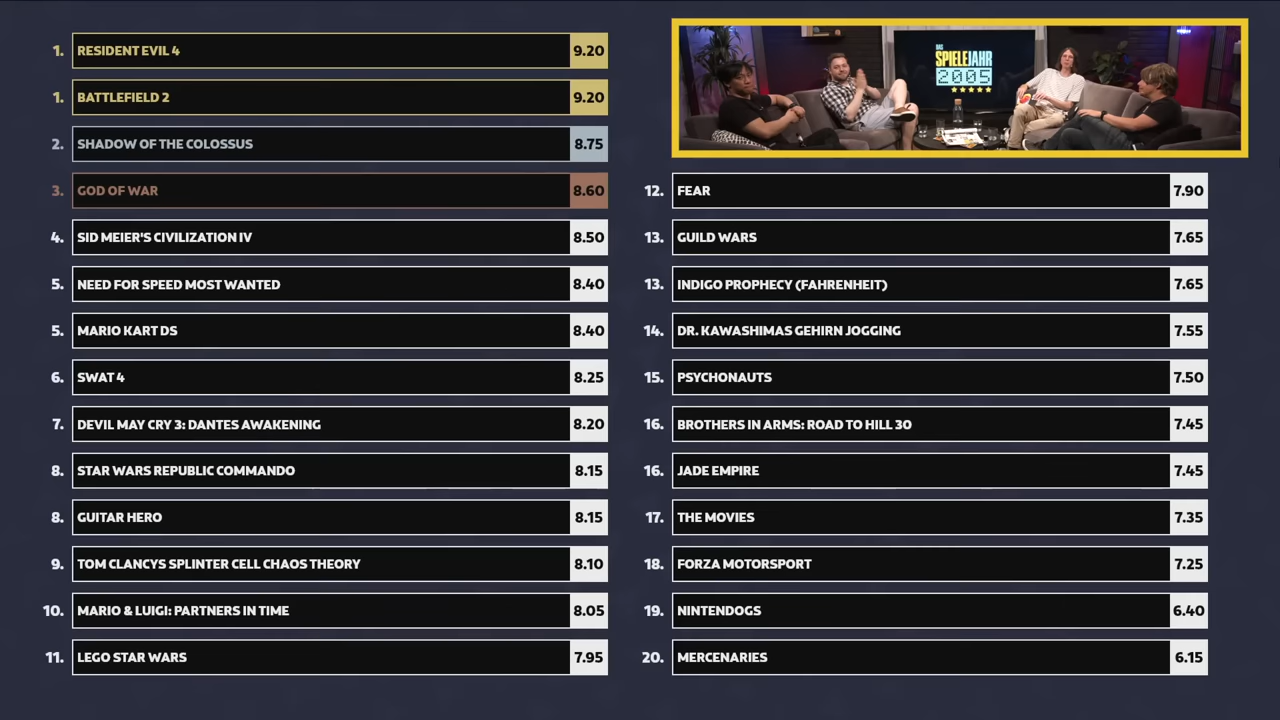 1. RESIDENT EVIL 4 9.20
1. BATTLEFIELD 2 9.20
2. SHADOW OF THE COLOSSUS 8.75
3. GOD OF WAR 8.60
4. SID MEIER'S CIVILIZATION IV 8.50
5. NEED FOR SPEED MOST WANTED 8.40
5. MARIO KART DS 8.40
6. SWAT 4 8.25
7. DEVIL MAY CRY 3: DANTES AWAKENING 8.20
8. STAR WARS REPUBLIC COMMANDO 8.15
8. GUITAR HERO 8.15
9. TOM CLANCYS SPLINTER CELL CHAOS THEORY 8.10
10. MARIO & LUIGI: PARTNERS IN TIME 8.05
11. LEGO STAR WARS 7.95
DAS
SPIELEJAHR
2005
12. FEAR 7.90
13. GUILD WARS 7.65
13. INDIGO PROPHECY (FAHRENHEIT) 7.65
14. DR. KAWASHIMAS GEHIRN JOGGING 7.55
15. PSYCHONAUTS 7.50
16. BROTHERS IN ARMS: ROAD TO HILL 30 7.45
16. JADE EMPIRE 7.45
17. THE MOVIES 7.35
18. FORZA MOTORSPORT 7.25
19. NINTENDOGS 6.40
20. MERCENARIES 6.15